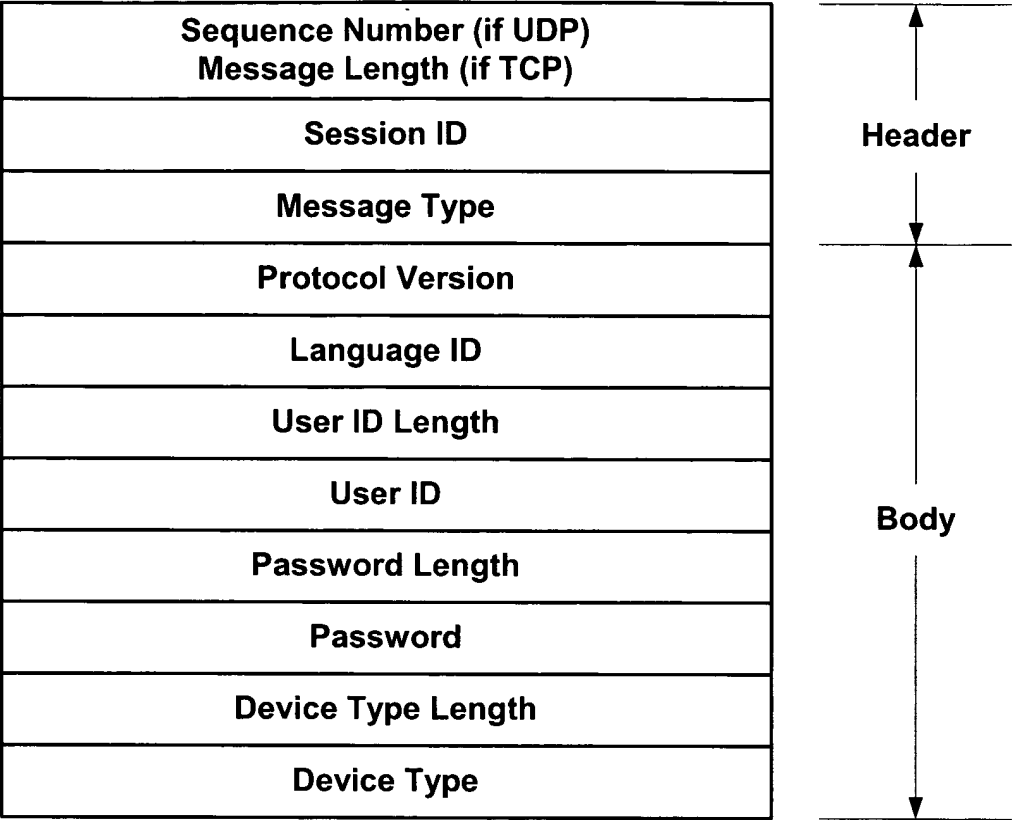 Sequence Number (if UDP)
Message Length (if TCP)
Session ID
Header
Message Type
Protocol Version
Language ID
User ID Length
User ID
Body
Password Length
Password
Device Type Length
Device Type